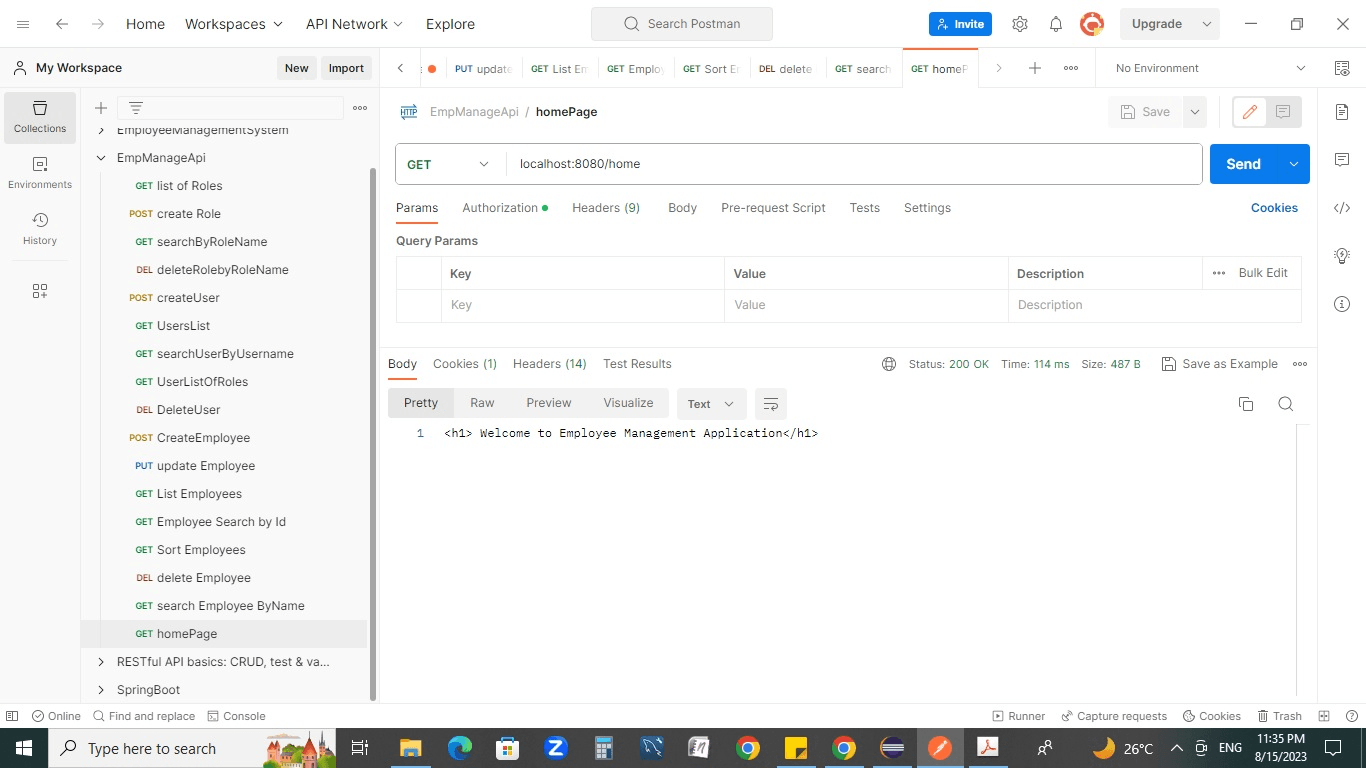 Home Workspaces API Network Explore Search Postman Invite Upgrade
My Workspace New Import PUT update GET List Em GET Employ GET Sort E DEL delete GET search GET homeP No Environment
EmpManageApi / homePage Save
Collections
Environments
History
EmployeeManagementSystem
EmpManageApi
GET list of Roles
POST create Role
GET searchByRoleName
DEL deleteRolebyRoleName
POST createUser
GET UsersList
GET searchUserByUsername
GET UserListOfRoles
DEL DeleteUser
POST CreateEmployee
PUT update Employee
GET List Employees
GET Employee Search by Id
GET Sort Employees
DEL delete Employee
GET search Employee ByName
GET homePage
RESTful API basics: CRUD, test & va...
SpringBoot
GET localhost:8080/home Send
Params Authorization Headers (9) Body Pre-request Script Tests Settings Cookies
Query Params
Key Value Description Bulk Edit
Key Value Description
Body Cookies (1) Headers (14) Test Results Status: 200 OK Time: 114 ms Size: 487 B Save as Example
Pretty Raw Preview Visualize Text
1 <h1> Welcome to Employee Management Application</h1>
Online Find and replace Console Runner Capture requests Cookies Trash
Type here to search 26°C ENG 11:35 PM
8/15/2023